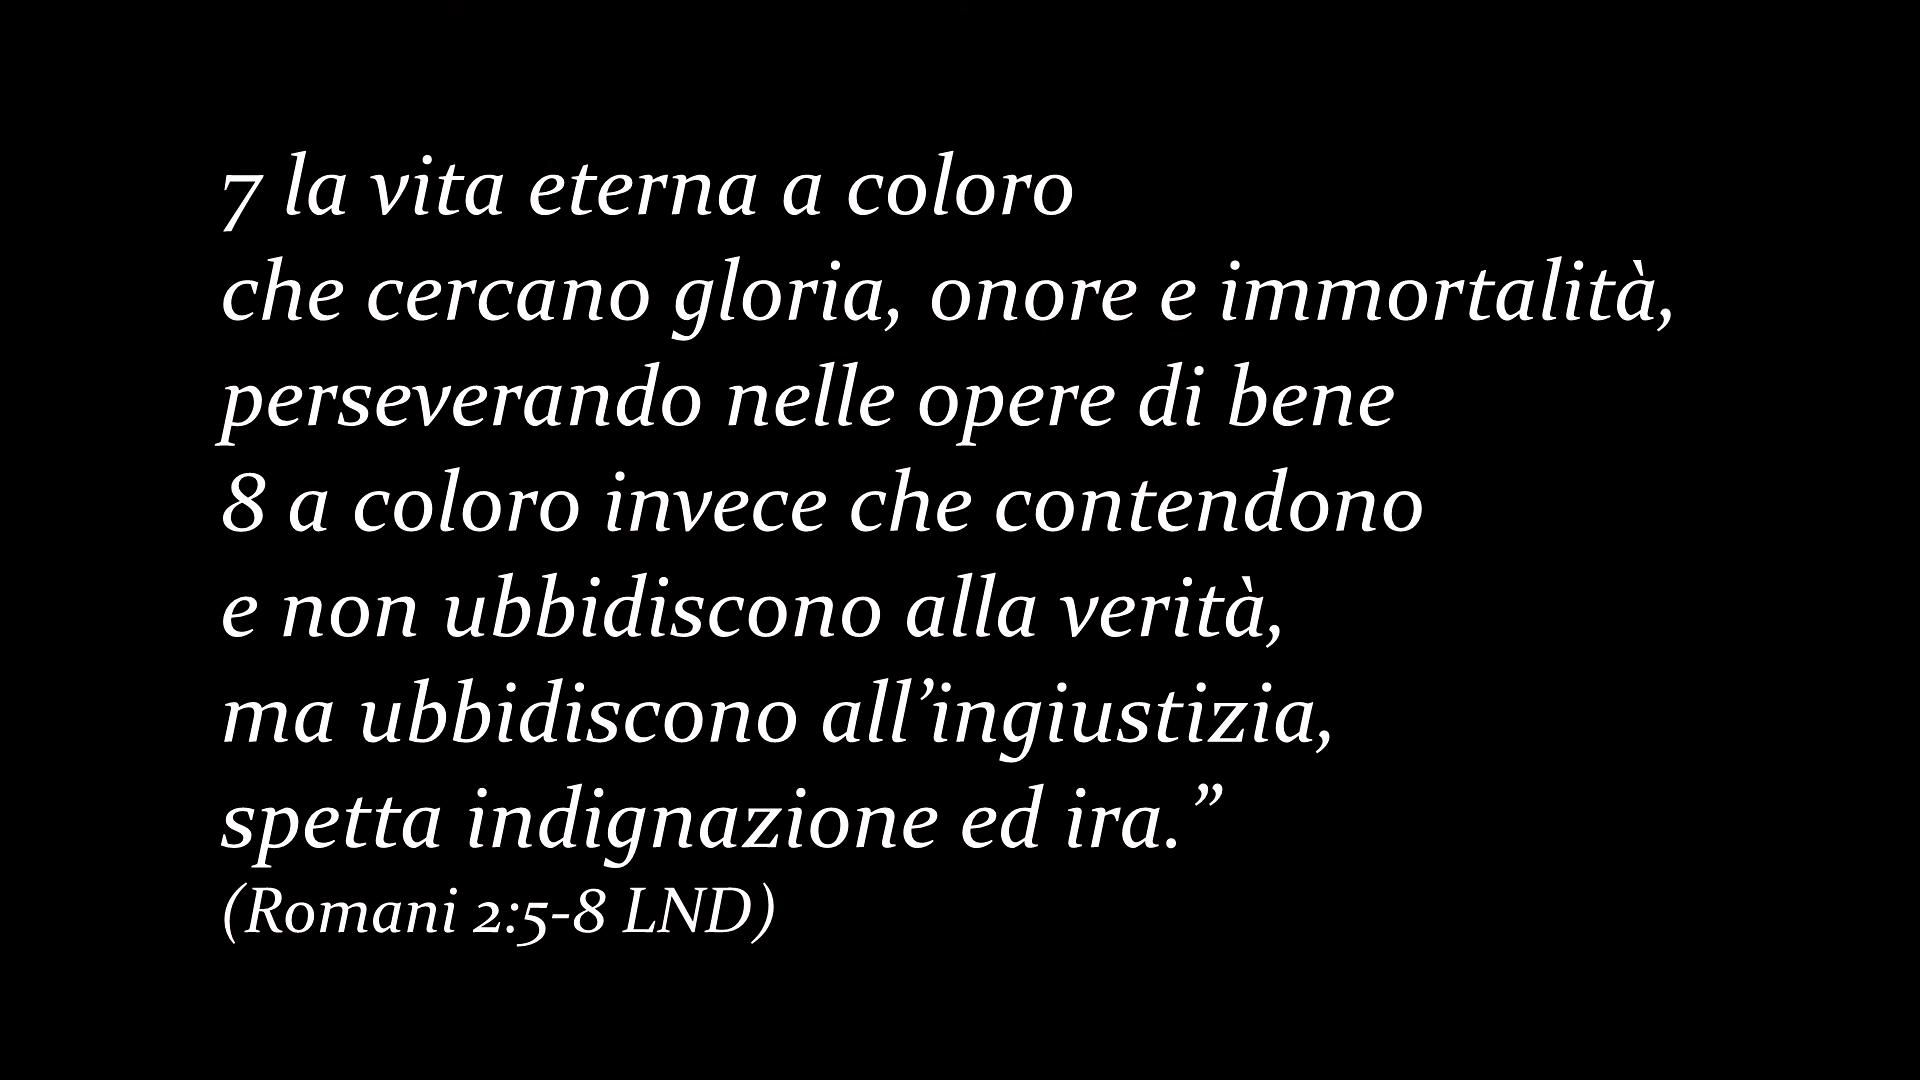 7 la vita eterna a coloro
che cercano gloria, onore e immortalità,
perseverando nelle opere di bene
8 a coloro invece che contendono
e non ubbidiscono alla verità,
ma ubbidiscono all’ingiustizia,
spetta indignazione ed ira.”
(Romani 2:5-8 LND)